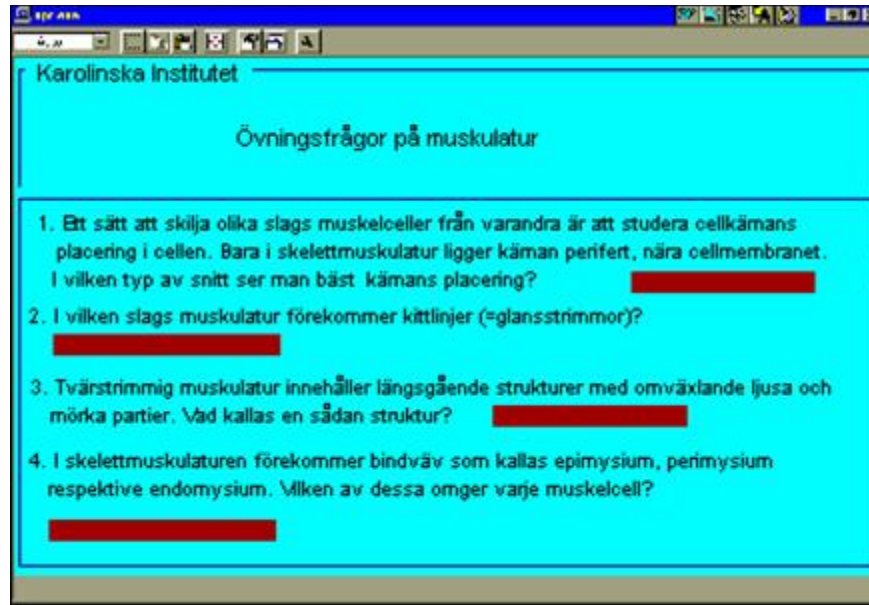 Karolinska Institutet
Övningsfrågor på muskulatur
1. Ett sätt att skilja olika slags muskelceller från varandra är att studera cellkärnans
placering i cellen. Bara i skelettmuskulatur ligger kärnan perifert, nära cellmembranet.
I vilken typ av snitt ser man bäst kärnans placering?
2. I vilken slags muskulatur förekommer kittlinjer (=glansstrimmor)?
3. Tvärstrimmig muskulatur innehåller längsgående strukturer med omväxlande ljusa och
mörka partier. Vad kallas en sådan struktur?
4. I skelettmuskulaturen förekommer bindväv som kallas epimysium, perimysium
respektive endomysium. Vilken av dessa omger varje muskelcell?